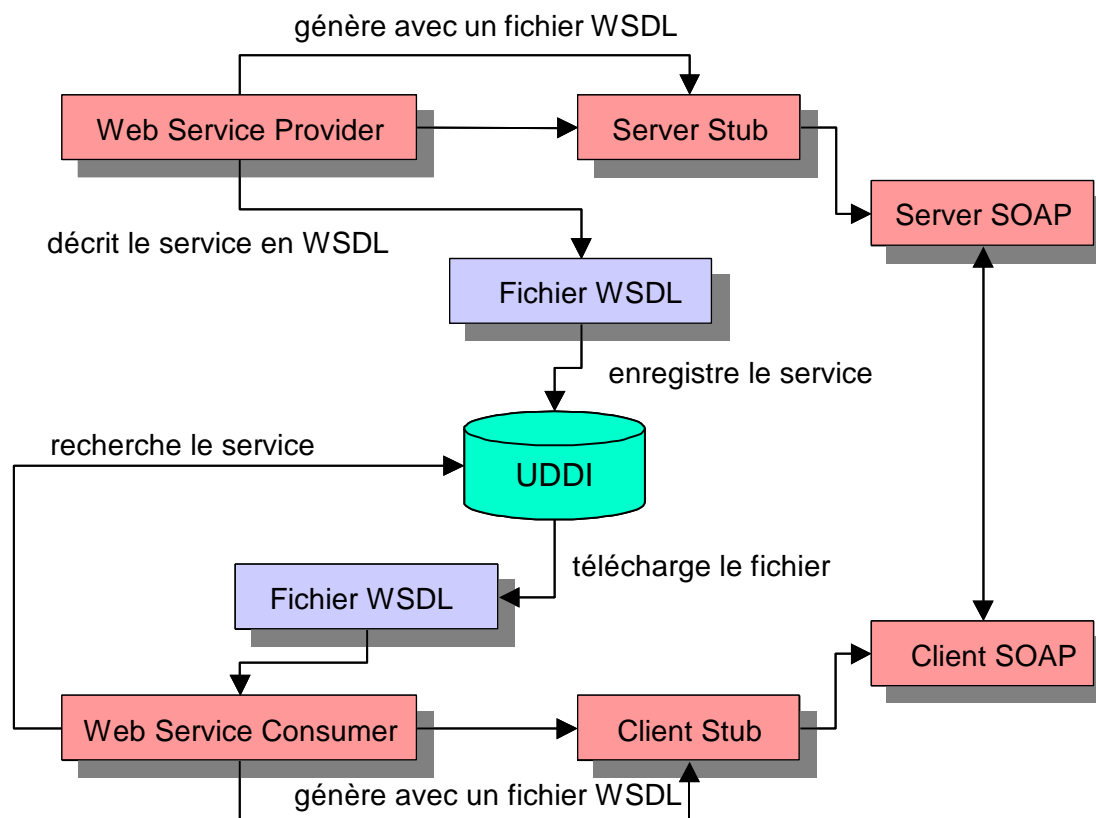 génère avec un fichier WSDL
Web Service Provider
Server Stub
Server SOAP
décrit le service en WSDL
Fichier WSDL
enregistre le service
recherche le service
UDDI
télécharge le fichier
Fichier WSDL
Client SOAP
Web Service Consumer
Client Stub
génère avec un fichier WSDL